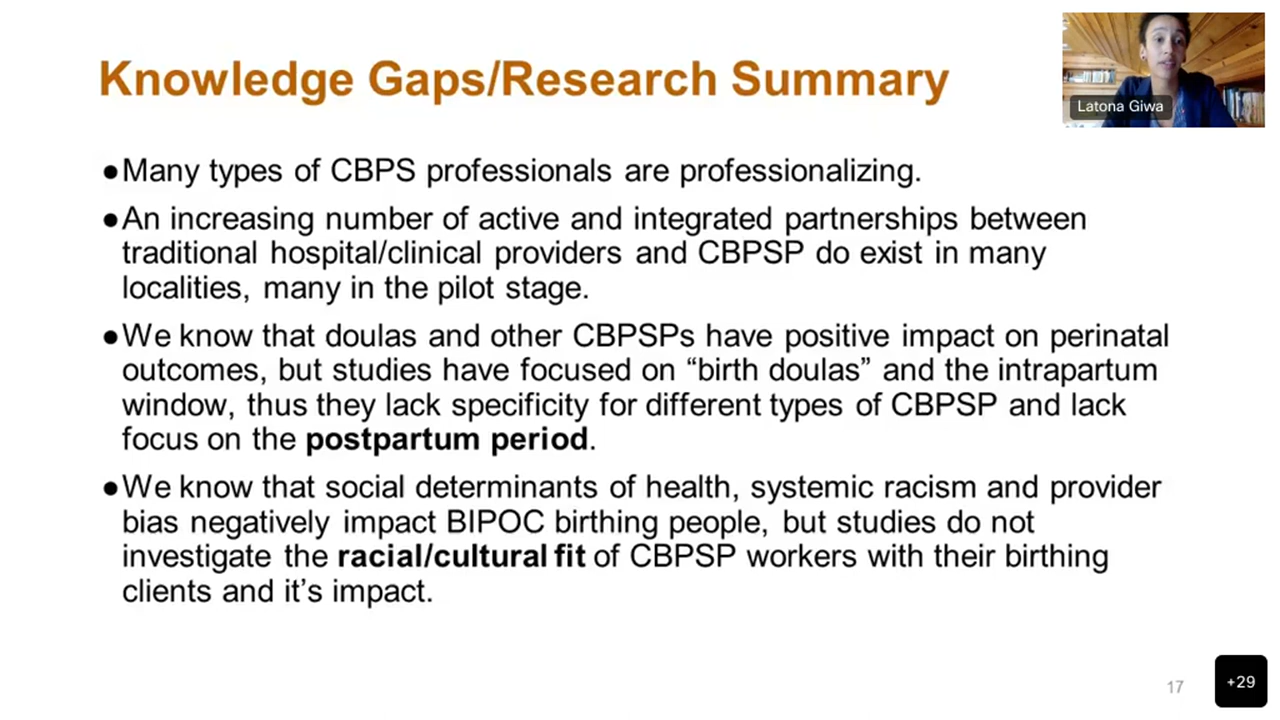 Knowledge Gaps/Research Summary
Latona Giwa
●Many types of CBPS professionals are professionalizing.
●An increasing number of active and integrated partnerships between
traditional hospital/clinical providers and CBPSP do exist in many
localities, many in the pilot stage.
●We know that doulas and other CBPSPs have positive impact on perinatal
outcomes, but studies have focused on “birth doulas” and the intrapartum
window, thus they lack specificity for different types of CBPSP and lack
focus on the postpartum period.
●We know that social determinants of health, systemic racism and provider
bias negatively impact BIPOC birthing people, but studies do not
investigate the racial/cultural fit of CBPSP workers with their birthing
clients and it’s impact.
17
+29